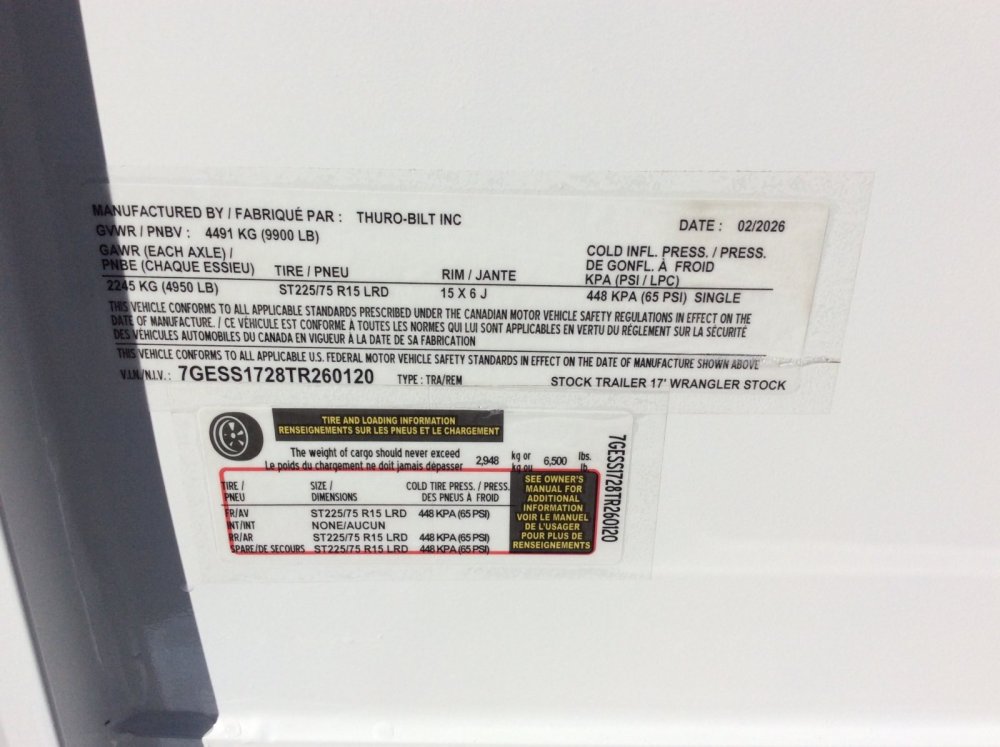 MANUFACTURED BY / FABRIQUÉ PAR : THURO-BILT INC
DATE : 02/2026
GVWR / PNBV : 4491 KG (9900 LB)
GAWR (EACH AXLE) /
PNBE (CHAQUE ESSIEU) TIRE / PNEU RIM / JANTE
COLD INFL. PRESS. / PRESS.
DE GONFL. À FROID
KPA (PSI / LPC)
2245 KG (4950 LB) ST225/75 R15 LRD 15 X 6 J 448 KPA (65 PSI) SINGLE
THIS VEHICLE CONFORMS TO ALL APPLICABLE STANDARDS PRESCRIBED UNDER THE CANADIAN MOTOR VEHICLE SAFETY REGULATIONS IN EFFECT ON THE
DATE OF MANUFACTURE. / CE VÉHICULE EST CONFORME À TOUTES LES NORMES QUI LUI SONT APPLICABLES EN VERTU DU RÉGLEMENT SUR LA SÉCURITÉ
DES VÉHICULES AUTOMOBILES DU CANADA EN VIGUEUR À LA DATE DE SA FABRICATION
THIS VEHICLE CONFORMS TO ALL APPLICABLE U.S. FEDERAL MOTOR VEHICLE SAFETY STANDARDS IN EFFECT ON THE DATE OF MANUFACTURE SHOWN ABOVE
V.I.N./N.I.V. : 7GESS1728TR260120 TYPE : TRA/REM STOCK TRAILER 17' WRANGLER STOCK
TIRE AND LOADING INFORMATION
RENSEIGNEMENTS SUR LES PNEUS ET LE CHARGEMENT
The weight of cargo should never exceed 2,948 kg or 6,500 lbs.
Le poids du chargement ne doit jamais dépasser kg ou lb.
TIRE / SIZE / COLD TIRE PRESS. / PRESS.
PNEU DIMENSIONS DES PNEUS À FROID
FR/AV ST225/75 R15 LRD 448 KPA (65 PSI)
INT/INT NONE/AUCUN
RR/AR ST225/75 R15 LRD 448 KPA (65 PSI)
SPARE/DE SECOURS ST225/75 R15 LRD 448 KPA (65 PSI)
SEE OWNER'S
MANUAL FOR
ADDITIONAL
INFORMATION
VOIR LE MANUEL
DE L'USAGER
POUR PLUS DE
RENSEIGNEMENTS
7GESS1728TR260120